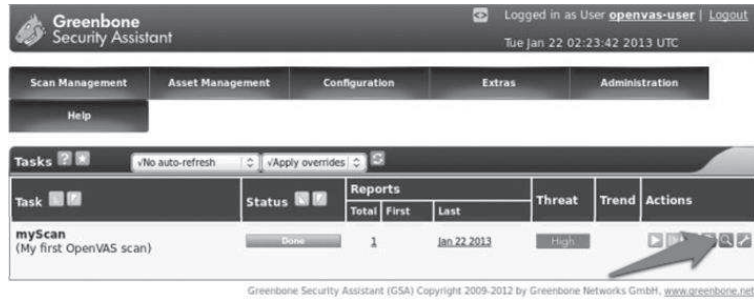 Greenbone
Security Assistant
Logged in as User openvas-user | Logout
Tue Jan 22 02:23:42 2013 UTC
Scan Management
Asset Management
Configuration
Extras
Administration
Help
Tasks ? √No auto-refresh √Apply overrides
Task
Status
Reports
Total
First
Last
Threat
Trend
Actions
myScan
(My first OpenVAS scan)
Done
1
Jan 22 2013
High
Greenbone Security Assistant (GSA) Copyright 2009-2012 by Greenbone Networks GmbH, www.greenbone.net